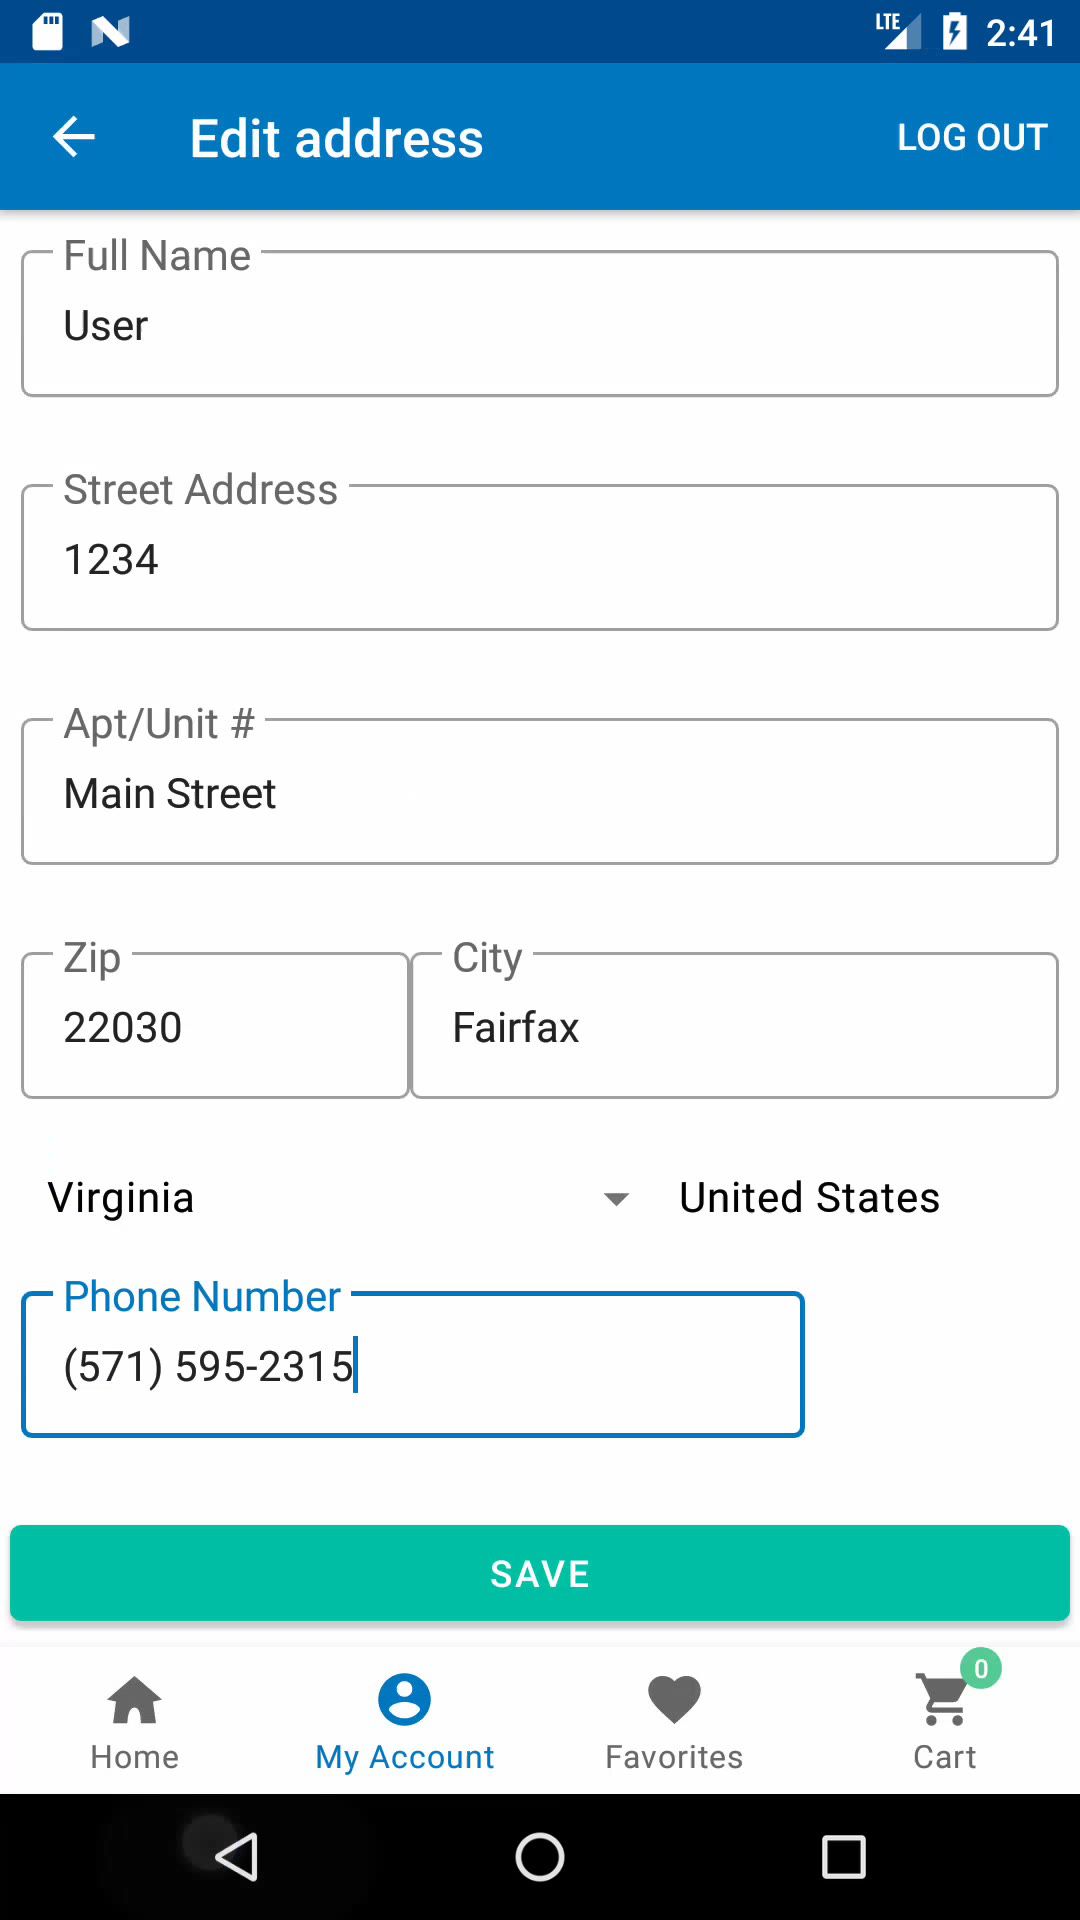 LTE 2:41
Edit address LOG OUT
Full Name
User
Street Address
1234
Apt/Unit #
Main Street
Zip City
22030 Fairfax
Virginia United States
Phone Number
(571) 595-2315
SAVE
0
Home My Account Favorites Cart